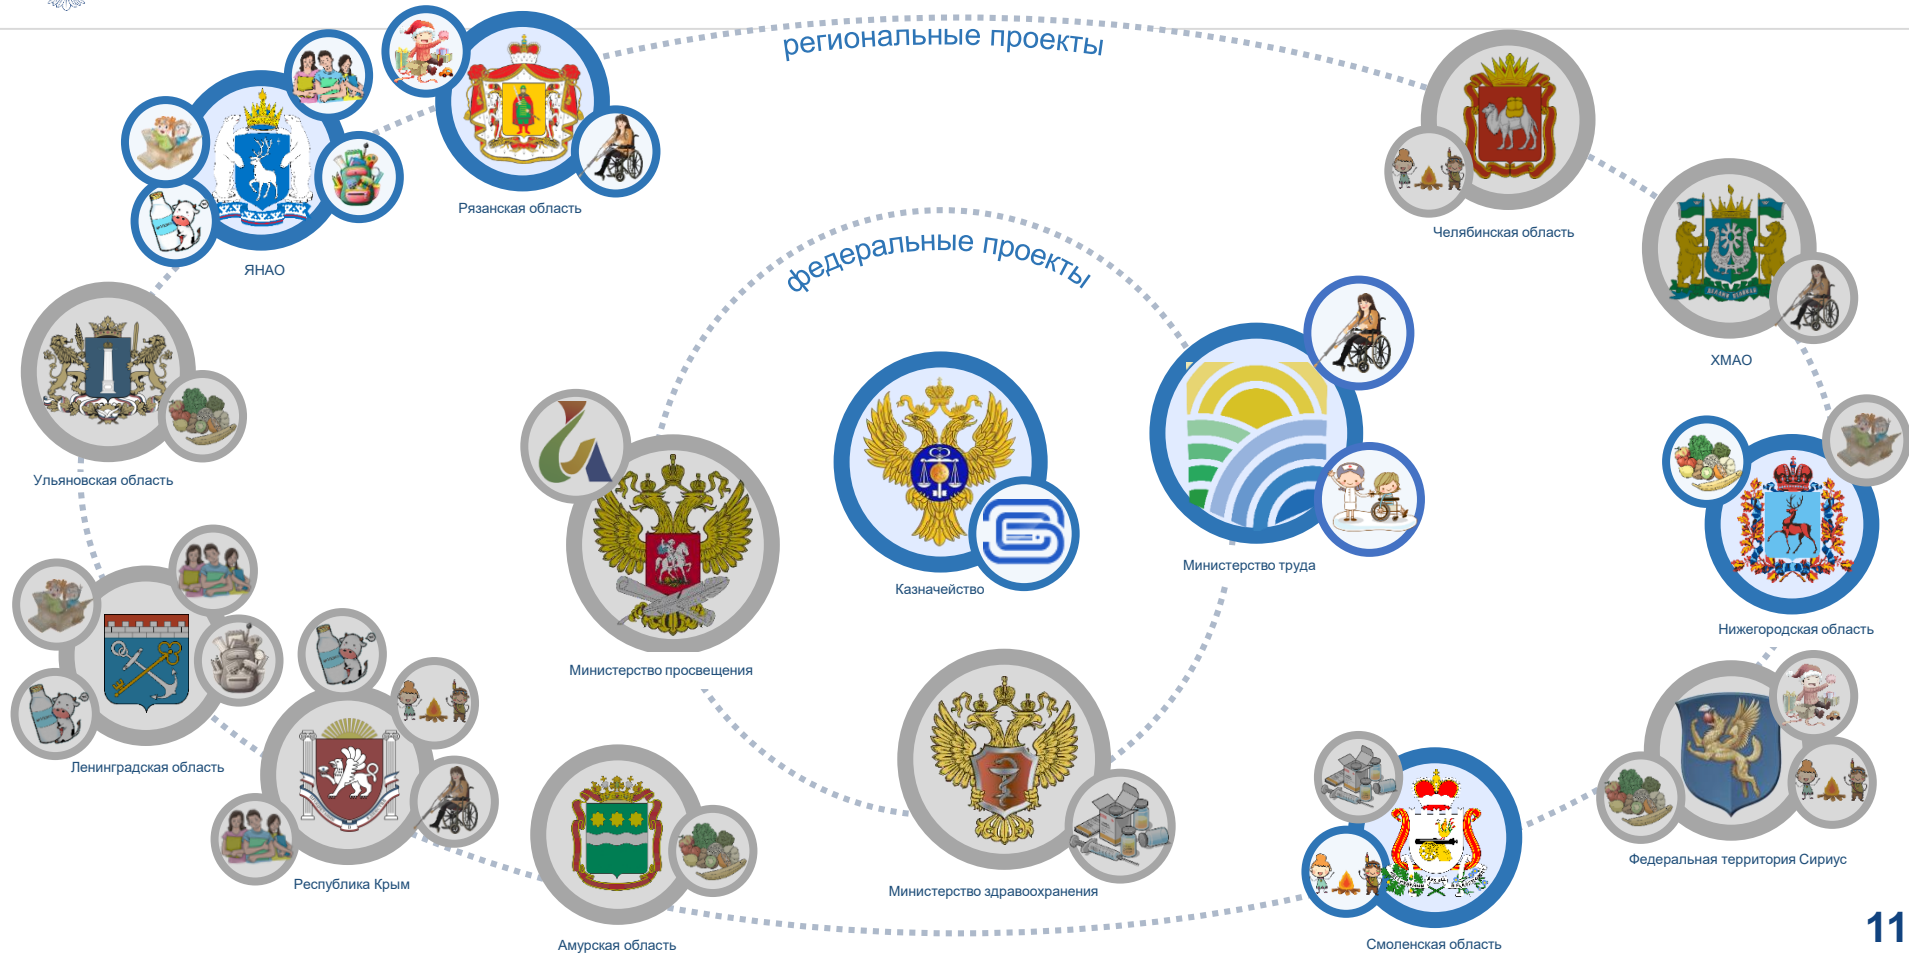 региональные проекты
Рязанская область
Челябинская область
ЯНАО
федеральные проекты
ХМАО
Ульяновская область
Министерство труда
Казначейство
Нижегородская область
Министерство просвещения
Ленинградская область
Федеральная территория Сириус
Республика Крым
Министерство здравоохранения
Амурская область
Смоленская область
11